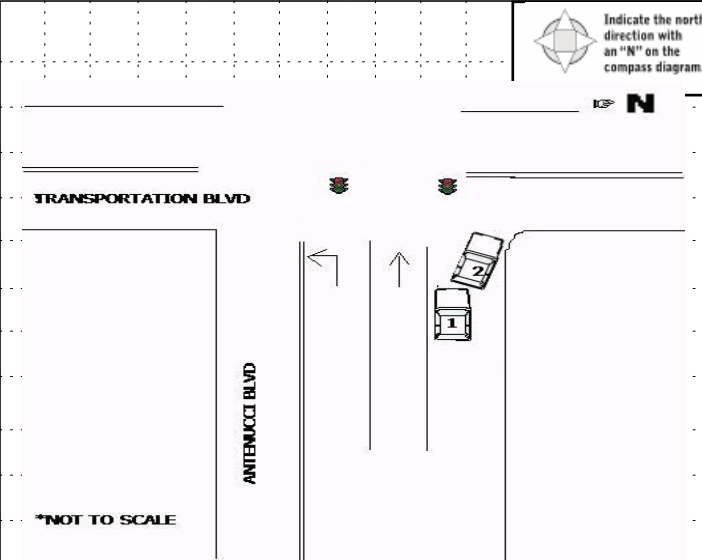 Indicate the north
direction with
an “N” on the
compass diagram.
N
TRANSPORTATION BLVD
2
1
ANTENUCCI BLVD
*NOT TO SCALE